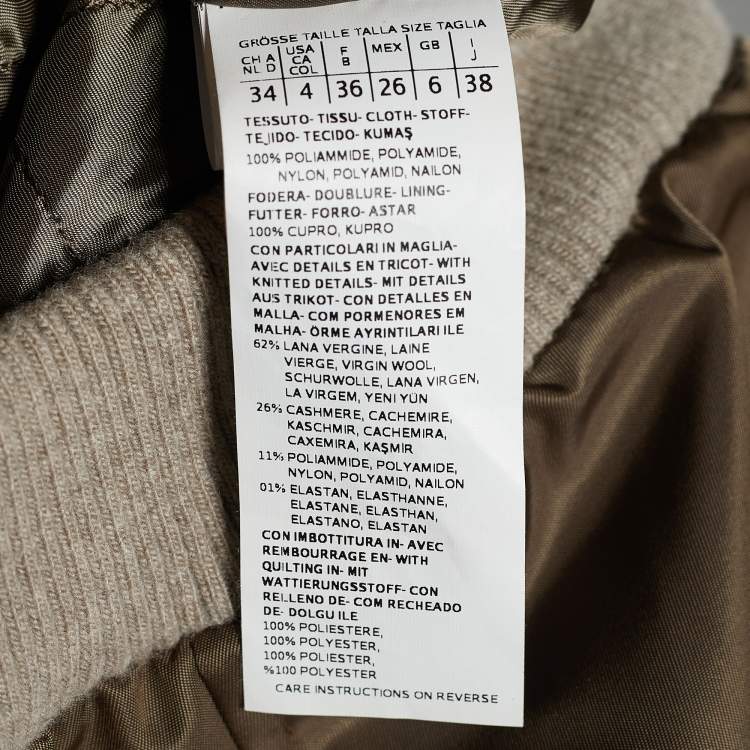 GRÖSSE TAILLE TALLA SIZE TAGLIA
CH A NL D USA CA COL F B MEX GB I J
34 4 36 26 6 38
TESSUTO- TISSU- CLOTH- STOFF-
TEJIDO- TECIDO- KUMAŞ
100% POLIAMMIDE, POLYAMIDE,
NYLON, POLYAMID, NAILON
FODERA- DOUBLURE- LINING-
FUTTER- FORRO- ASTAR
100% CUPRO, KUPRO
CON PARTICOLARI IN MAGLIA-
AVEC DETAILS EN TRICOT- WITH
KNITTED DETAILS- MIT DETAILS
AUS TRIKOT- CON DETALLES EN
MALLA- COM PORMENORES EM
MALHA- ÖRME AYRINTILARI ILE
62% LANA VERGINE, LAINE
VIERGE, VIRGIN WOOL,
SCHURWOLLE, LANA VIRGEN,
LA VIRGEM, YENI YÜN
26% CASHMERE, CACHEMIRE,
KASCHMIR, CACHEMIRA,
CAXEMIRA, KAŞMIR
11% POLIAMMIDE, POLYAMIDE,
NYLON, POLYAMID, NAILON
01% ELASTAN, ELASTHANNE,
ELASTANE, ELASTHAN,
ELASTANO, ELASTAN
CON IMBOTTITURA IN- AVEC
REMBOURRAGE EN- WITH
QUILTING IN- MIT
WATTIERUNGSSTOFF- CON
RELLENO DE- COM RECHEADO
DE- DOLGU ILE
100% POLIESTERE,
100% POLYESTER,
100% POLIESTER,
%100 POLYESTER
CARE INSTRUCTIONS ON REVERSE